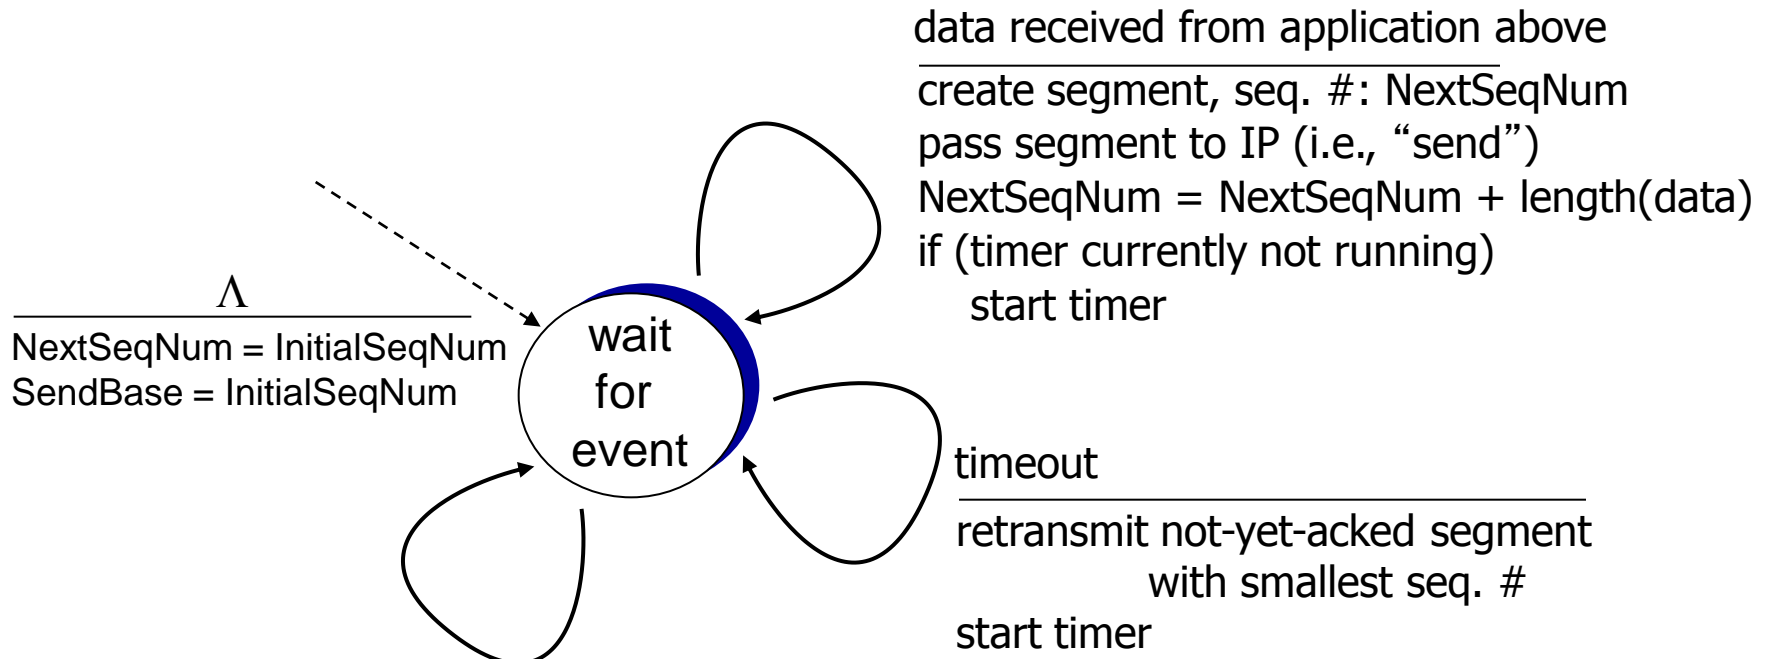 data received from application above
create segment, seq. #: NextSeqNum
pass segment to IP (i.e., “send”)
NextSeqNum = NextSeqNum + length(data)
if (timer currently not running)
start timer
Λ
NextSeqNum = InitialSeqNum
SendBase = InitialSeqNum
wait
for
event
timeout
retransmit not-yet-acked segment
with smallest seq. #
start timer